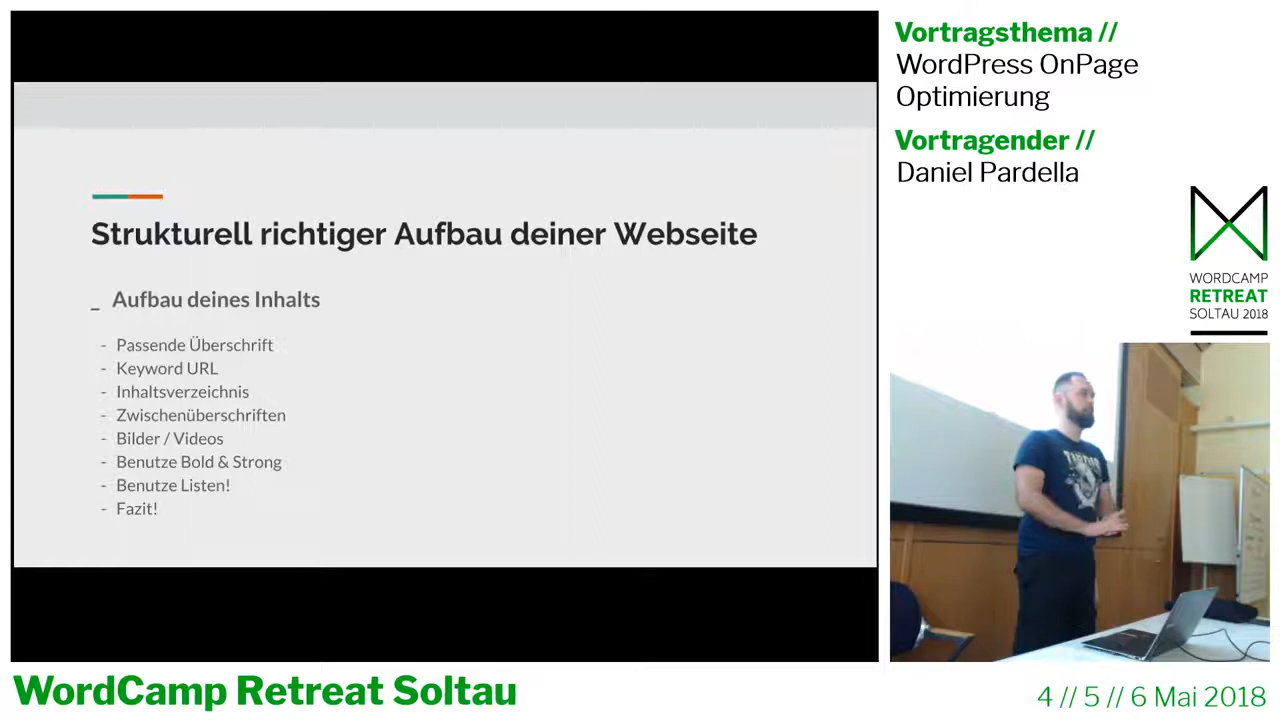 Strukturell richtiger Aufbau deiner Webseite
_ Aufbau deines Inhalts
- Passende Überschrift
- Keyword URL
- Inhaltsverzeichnis
- Zwischenüberschriften
- Bilder / Videos
- Benutze Bold & Strong
- Benutze Listen!
- Fazit!
Vortragsthema //
WordPress OnPage
Optimierung
Vortragender //
Daniel Pardella
WORDCAMP
RETREAT
SOLTAU 2018
WordCamp Retreat Soltau
4 // 5 // 6 Mai 2018